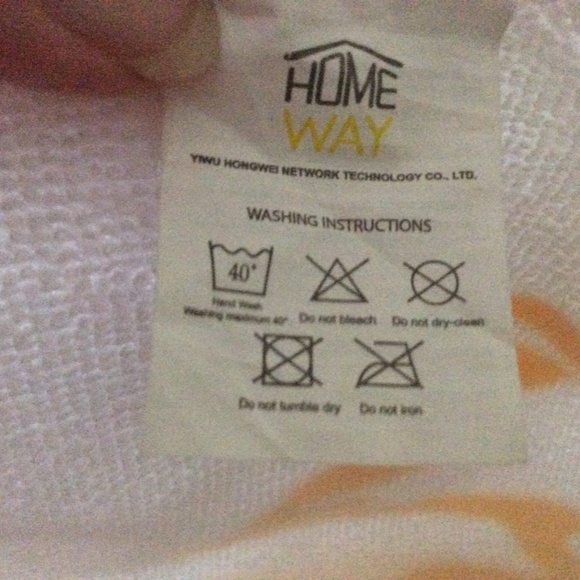 HOME
WAY
YIWU HONGWEI NETWORK TECHNOLOGY CO., LTD.
WASHING INSTRUCTIONS
40°
Hand Wash
Washing maximum 40°
Do not bleach
Do not dry-clean
Do not tumble dry
Do not iron